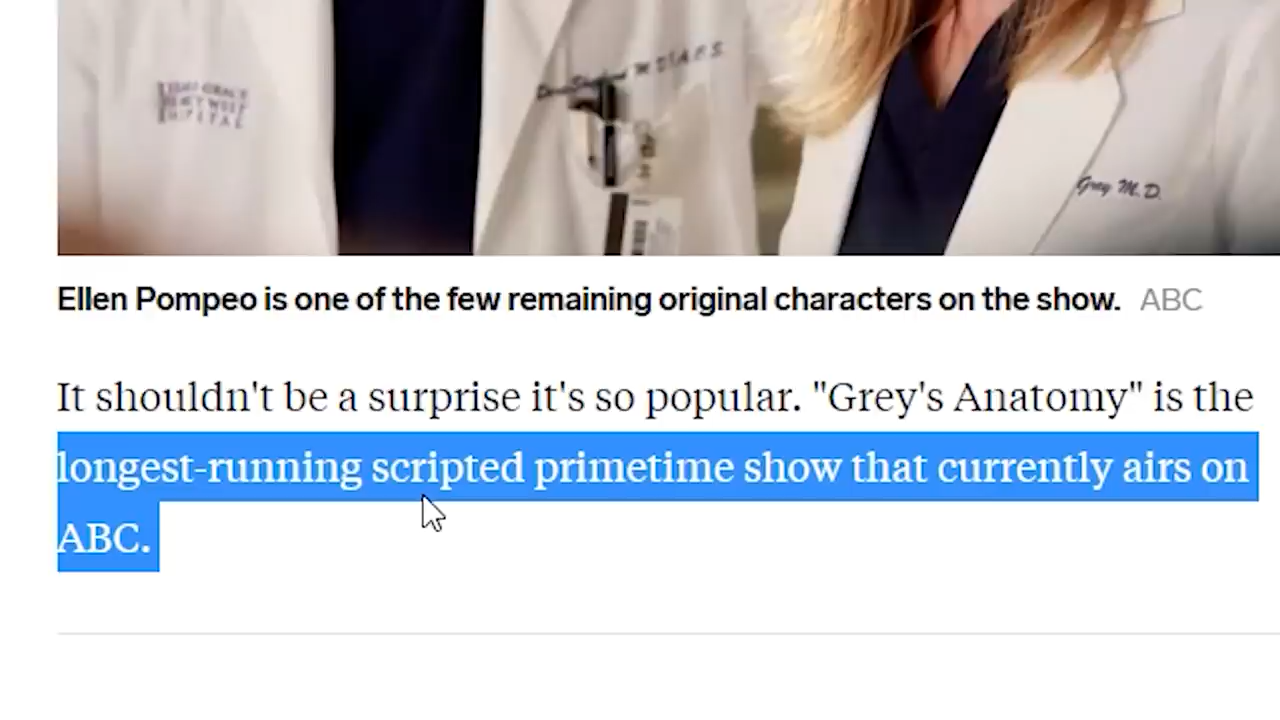 Grey M.D.
Ellen Pompeo is one of the few remaining original characters on the show. ABC
It shouldn't be a surprise it's so popular. "Grey's Anatomy" is the
longest-running scripted primetime show that currently airs on
ABC.